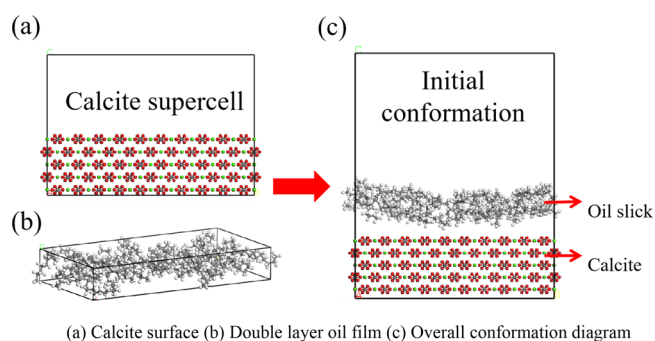 (a)
Calcite supercell
(b)
(c)
Initial
conformation
Oil slick
Calcite
(a) Calcite surface (b) Double layer oil film (c) Overall conformation diagram